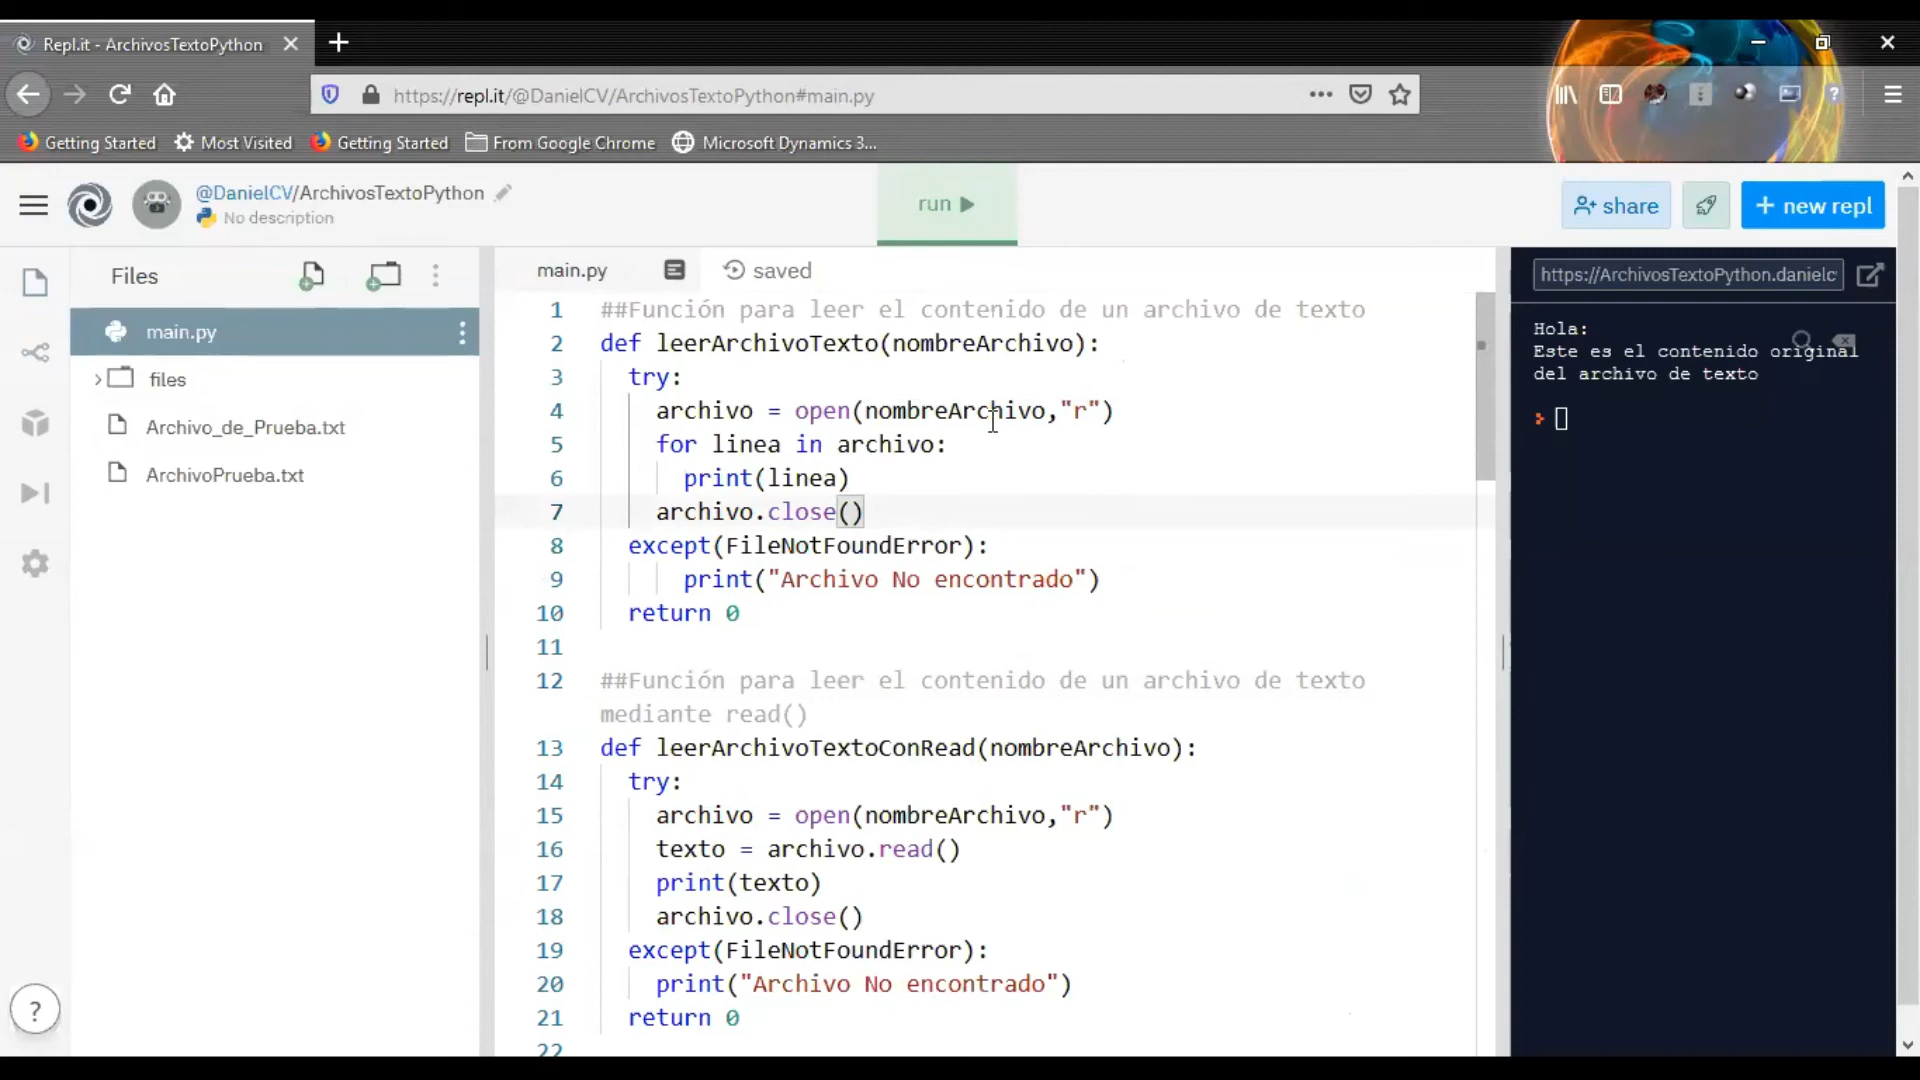 Repl.it - ArchivosTextoPython
https://repl.it/@DanielCV/ArchivosTextoPython#main.py
Getting Started
Most Visited
Getting Started
From Google Chrome
Microsoft Dynamics 3...
@DanielCV/ArchivosTextoPython
No description
run
share
+ new repl
Files
main.py
files
Archivo_de_Prueba.txt
ArchivoPrueba.txt
main.py
saved
1 ##Función para leer el contenido de un archivo de texto
2 def leerArchivoTexto(nombreArchivo):
3 try:
4 archivo = open(nombreArchivo,"r")
5 for linea in archivo:
6 print(linea)
7 archivo.close()
8 except(FileNotFoundError):
9 print("Archivo No encontrado")
10 return 0
11
12 ##Función para leer el contenido de un archivo de texto
mediante read()
13 def leerArchivoTextoConRead(nombreArchivo):
14 try:
15 archivo = open(nombreArchivo,"r")
16 texto = archivo.read()
17 print(texto)
18 archivo.close()
19 except(FileNotFoundError):
20 print("Archivo No encontrado")
21 return 0
22
https://ArchivosTextoPython.danielc
Hola:
Este es el contenido original
del archivo de texto
?